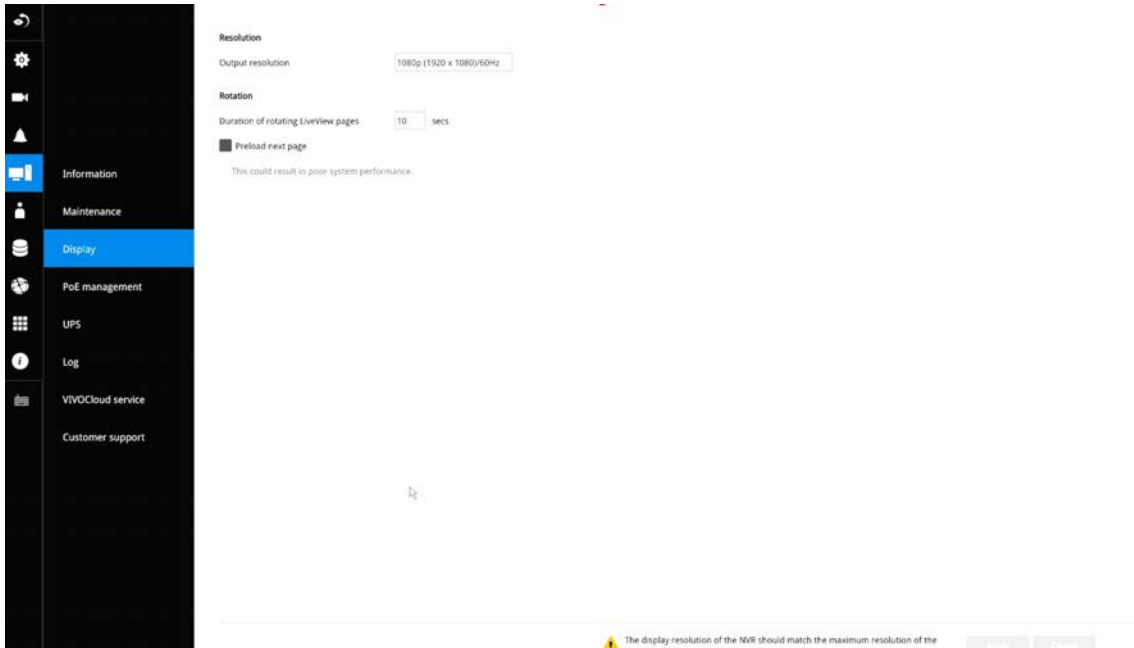 Resolution
Output resolution 1080p (1920 x 1080)/60Hz
Rotation
Duration of rotating LiveView pages 10 secs
Preload next page
This could result in poor system performance.
Information
Maintenance
Display
PoE management
UPS
Log
VIVOCloud service
Customer support
The display resolution of the NVR should match the maximum resolution of the